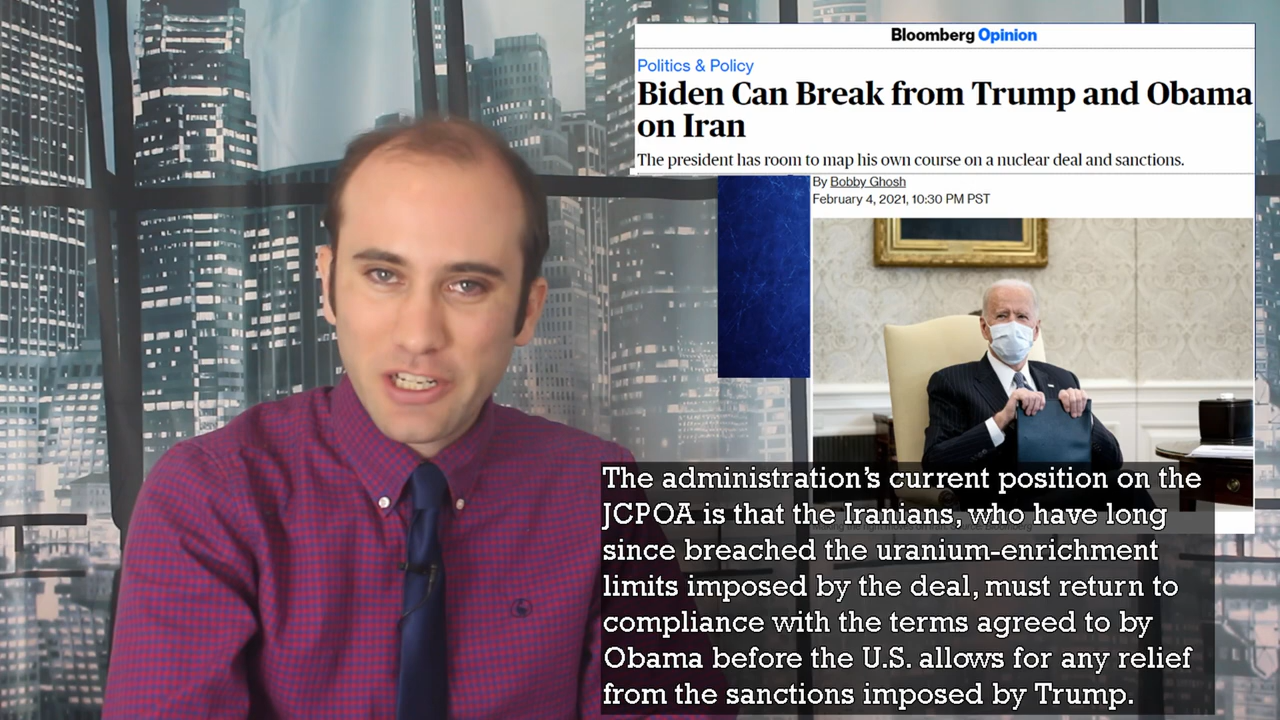 Bloomberg Opinion
Politics & Policy
Biden Can Break from Trump and Obama
on Iran
The president has room to map his own course on a nuclear deal and sanctions.
By Bobby Ghosh
February 4, 2021, 10:30 PM PST
The administration’s current position on the
JCPOA is that the Iranians, who have long
since breached the uranium-enrichment
limits imposed by the deal, must return to
compliance with the terms agreed to by
Obama before the U.S. allows for any relief
from the sanctions imposed by Trump.